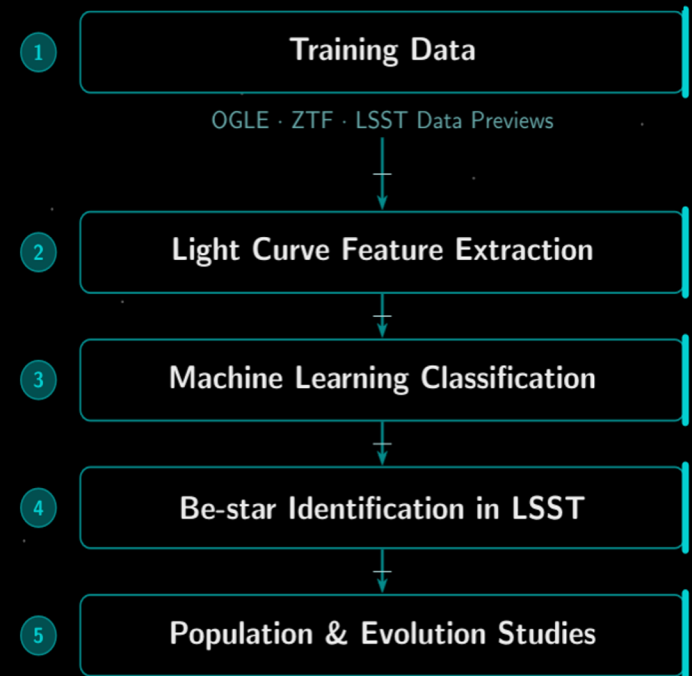 1
Training Data
OGLE · ZTF · LSST Data Previews
2
Light Curve Feature Extraction
3
Machine Learning Classification
4
Be-star Identification in LSST
5
Population & Evolution Studies